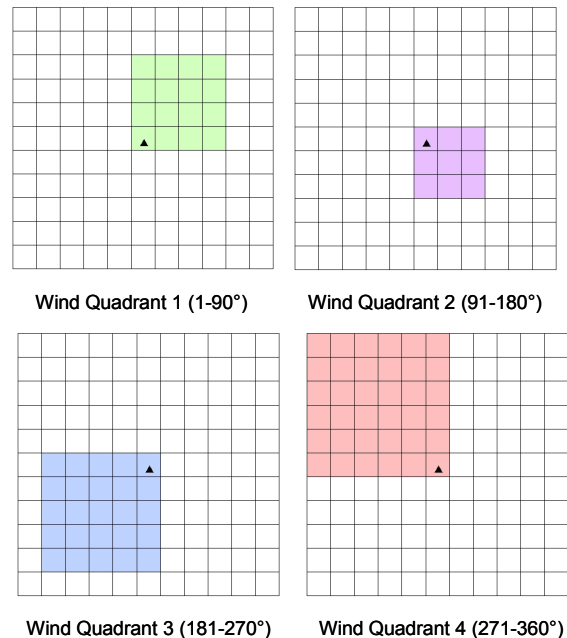 Wind Quadrant 1 (1-90°)
Wind Quadrant 2 (91-180°)
Wind Quadrant 3 (181-270°)
Wind Quadrant 4 (271-360°)